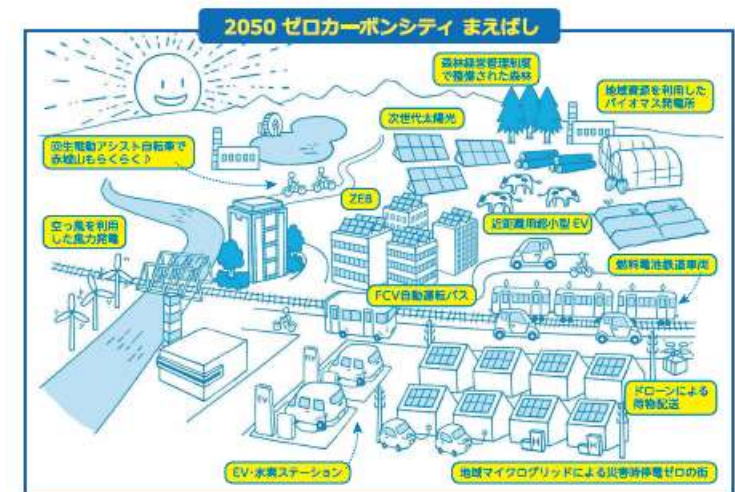 2050 ゼロカーボンシティ まえばし
森林経営管理制度
で整備された森林
地域資源を利用した
バイオマス発電所
次世代太陽光
回生電動アシスト自転車で
赤城山もらくらく♪
ZEB
空っ風を利用
した風力発電
近距離用超小型 EV
燃料電池鉄道車両
FCV自動運転バス
EV
EV
H
H
ドローンによる
荷物配送
EV・水素ステーション
地域マイクログリッドによる災害時停電ゼロの街